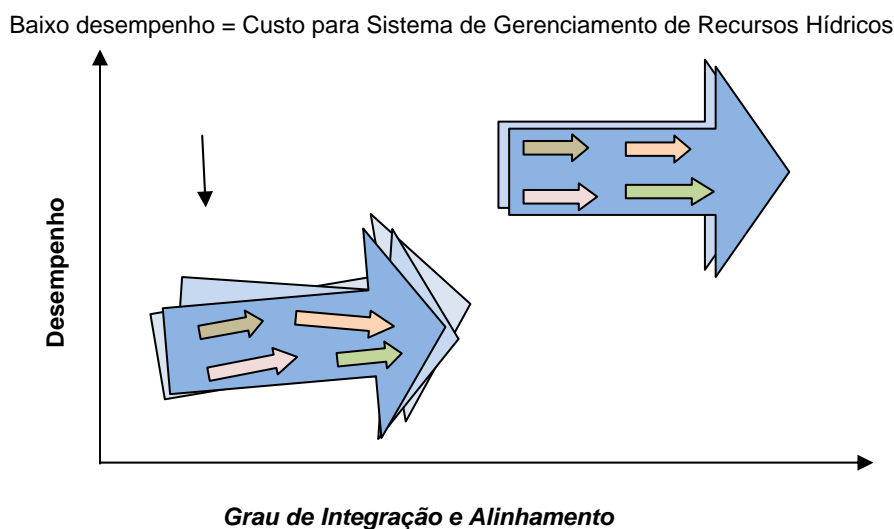 Baixo desempenho = Custo para Sistema de Gerenciamento de Recursos Hídricos
Desempenho
Grau de Integração e Alinhamento